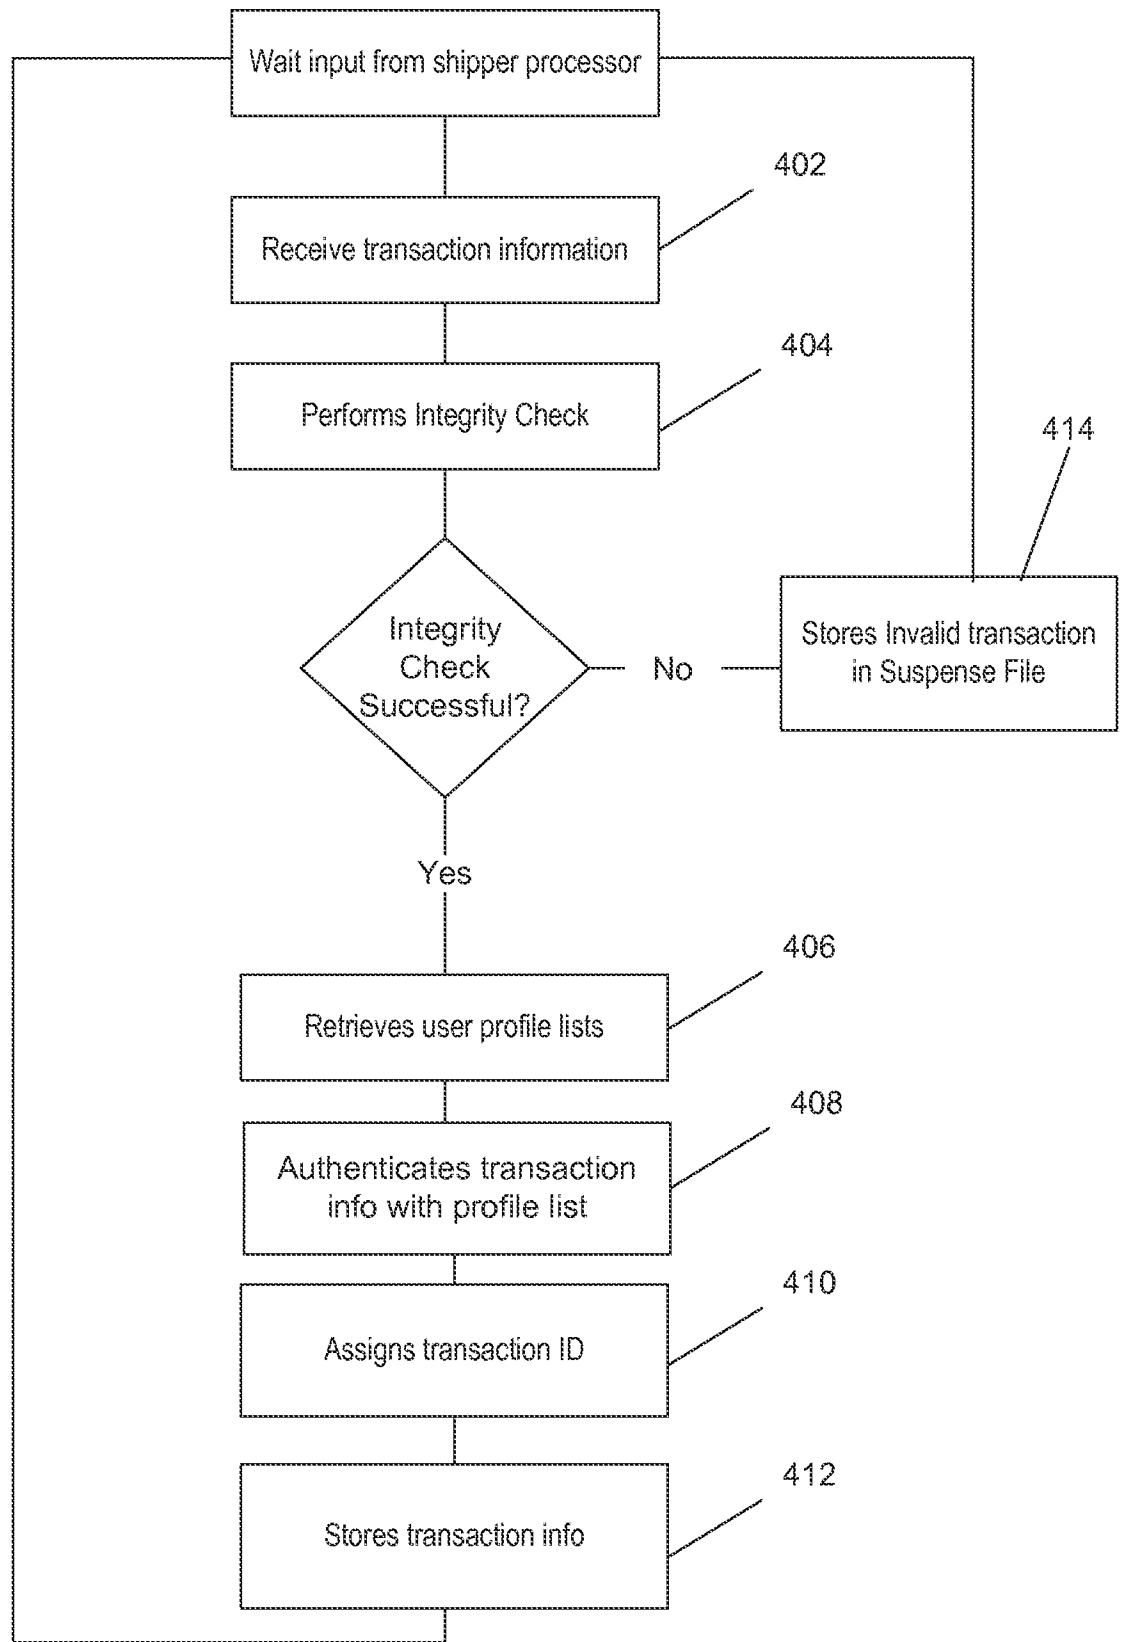 Wait input from shipper processor
402
Receive transaction information
404
Performs Integrity Check
414
Integrity
Check
Successful?
No
Stores Invalid transaction
in Suspense File
Yes
406
Retrieves user profile lists
408
Authenticates transaction
info with profile list
410
Assigns transaction ID
412
Stores transaction info